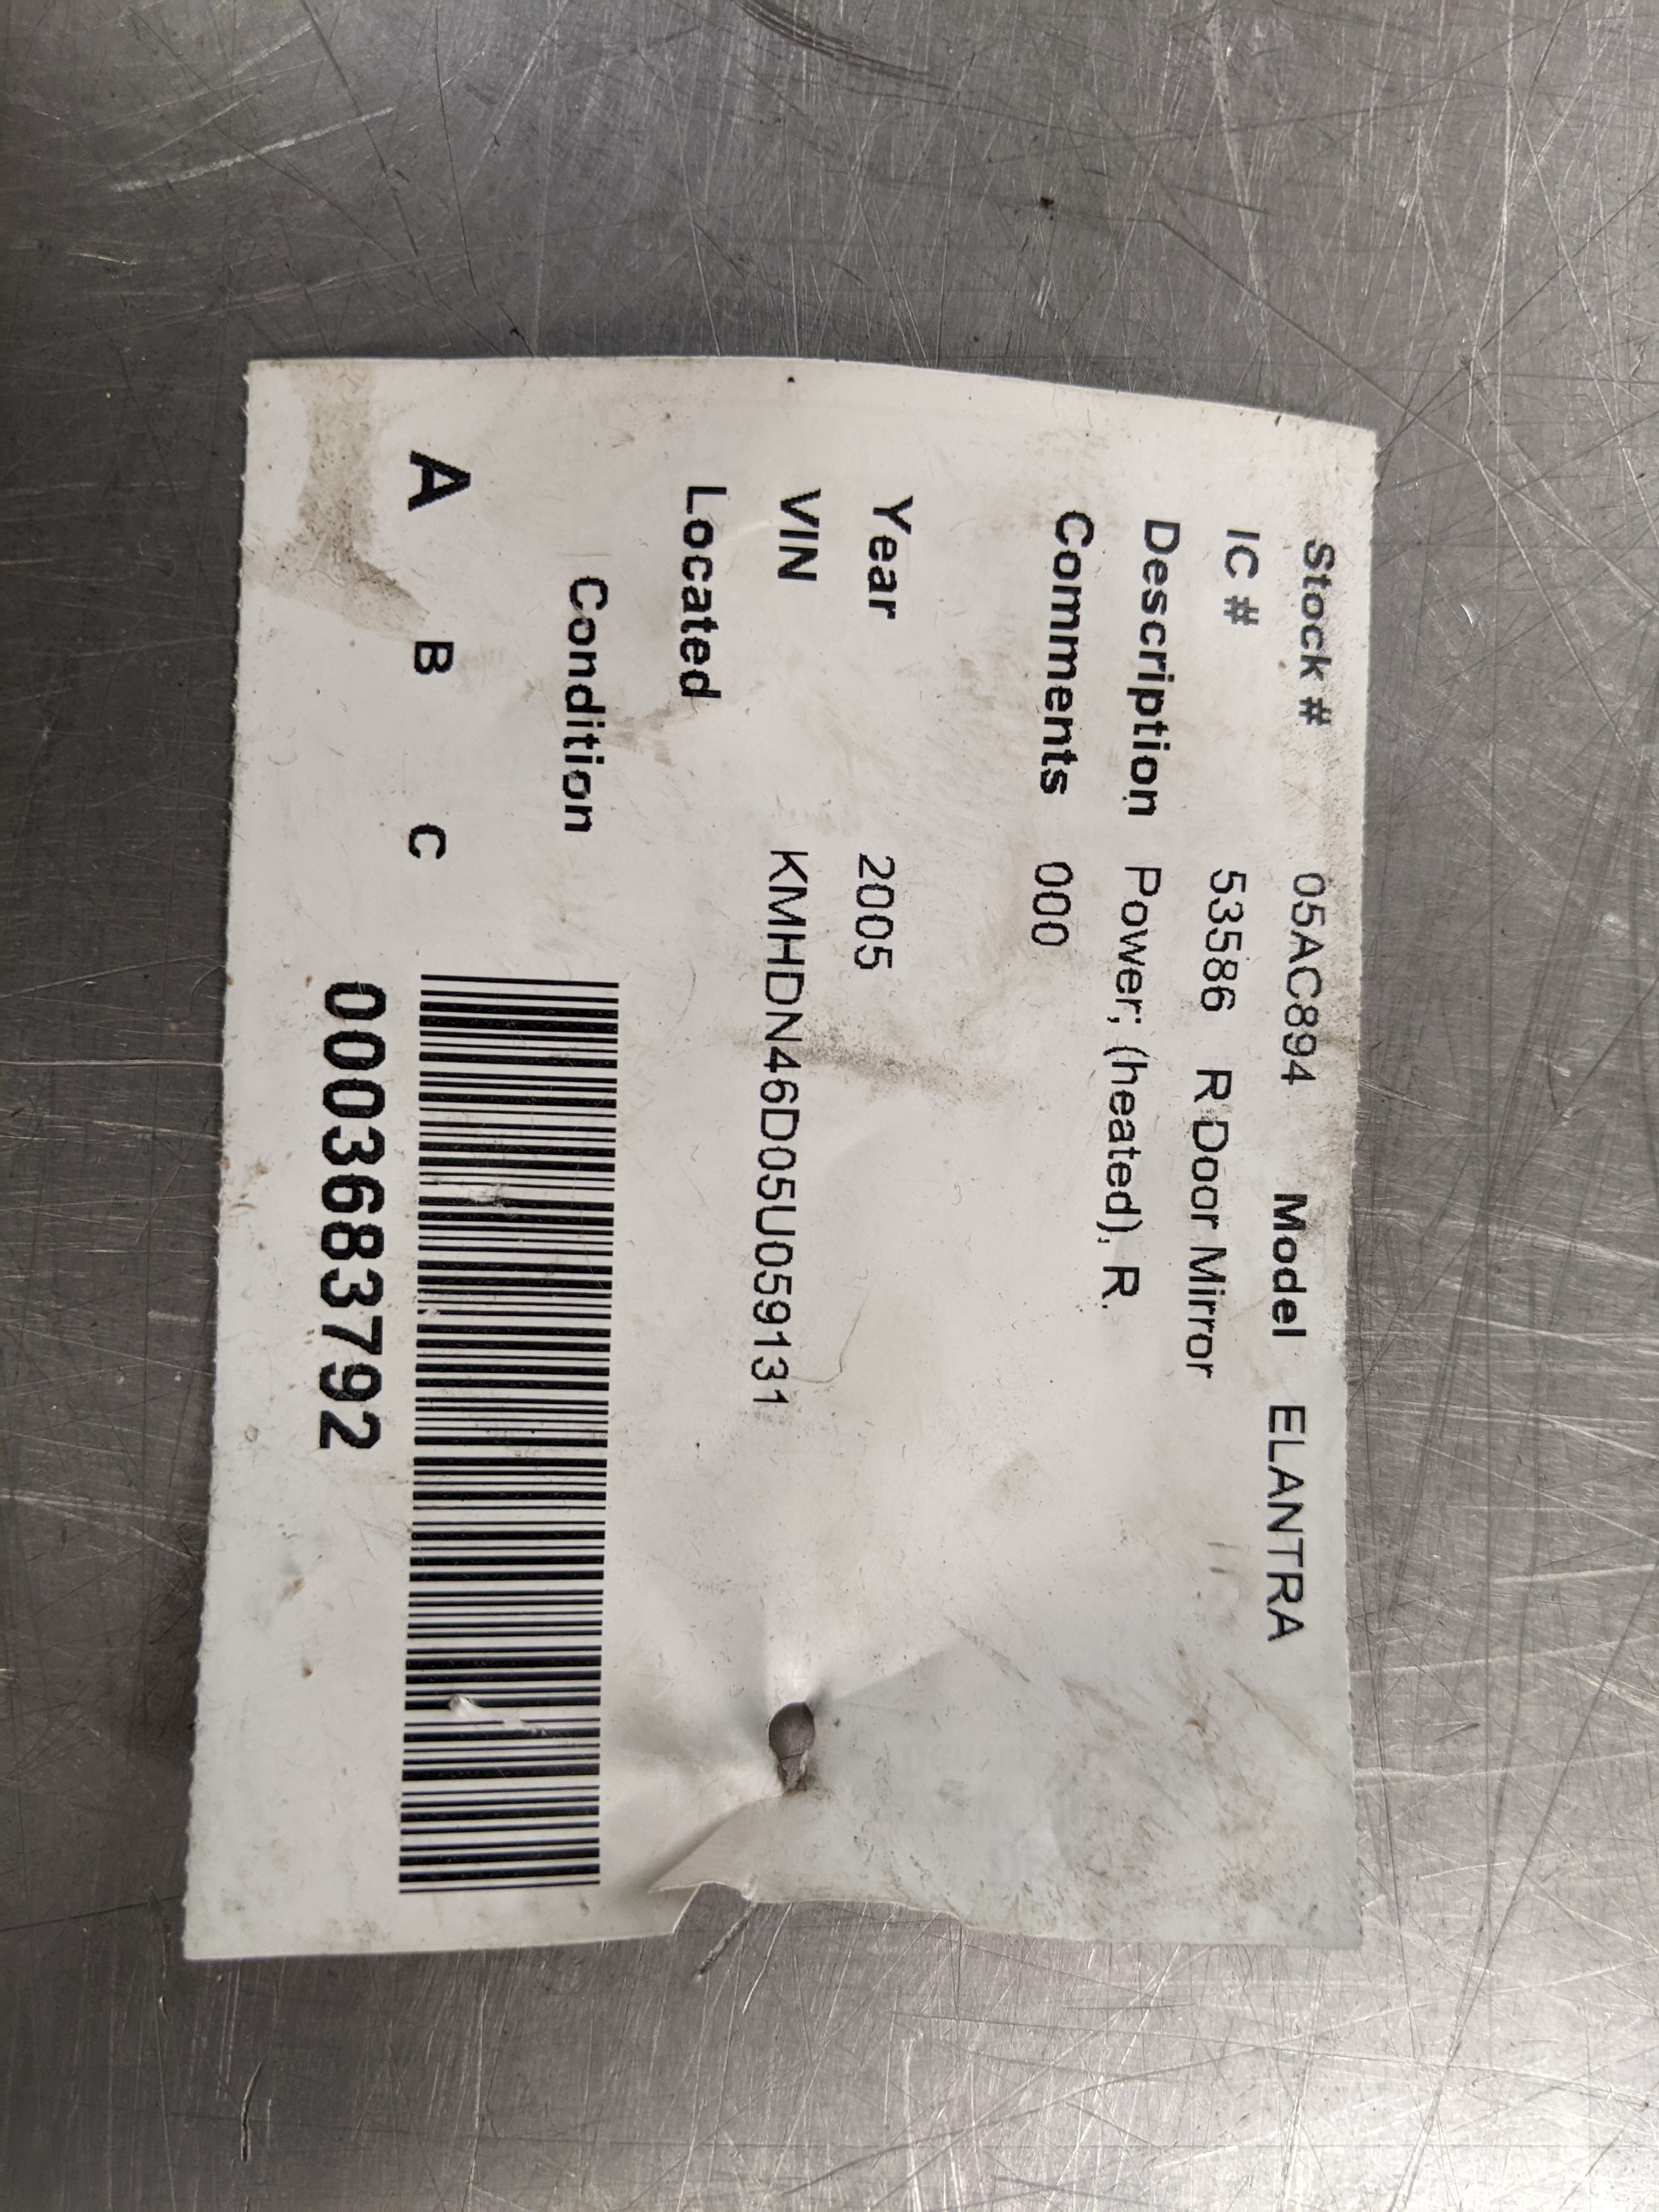 Stock # 05AC894 Model ELANTRA
IC # 53586 R Door Mirror
Description Power; (heated), R.
Comments 000
Year 2005
VIN KMHDN46D05U059131
Located
Condition
A B C
0003683792